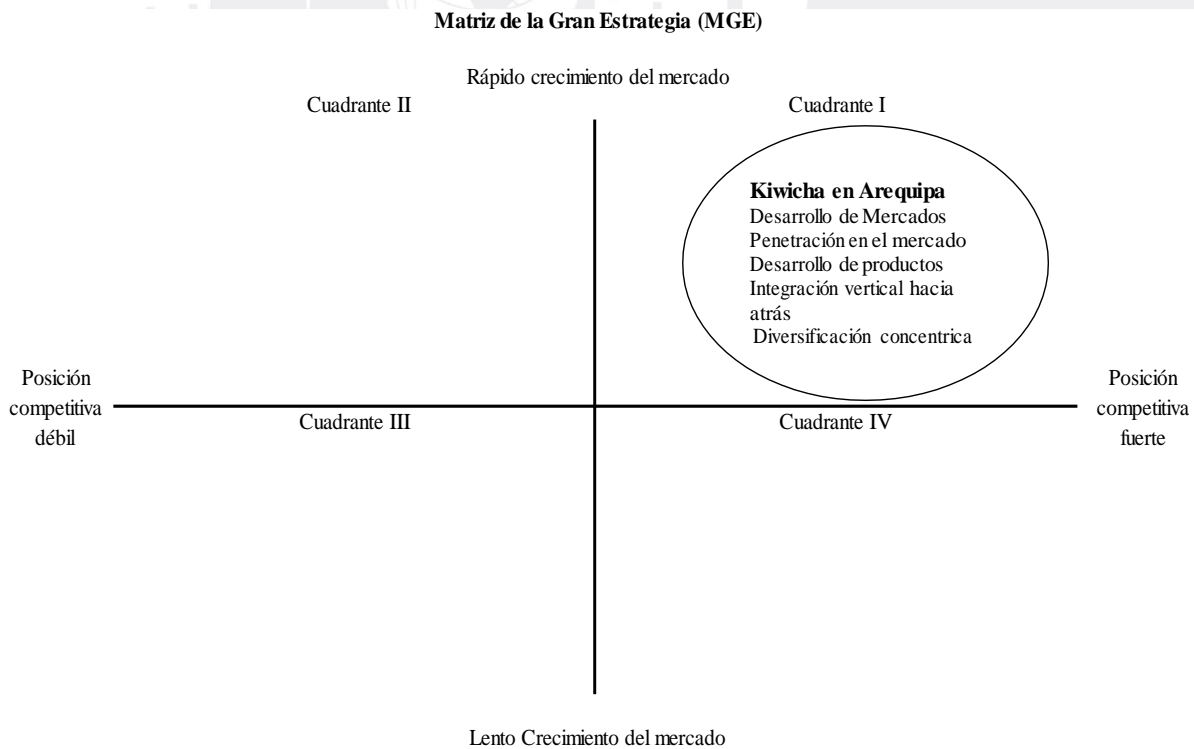 Matriz de la Gran Estrategia (MGE)
Rápido crecimiento del mercado
Cuadrante II
Cuadrante I
Kiwicha en Arequipa
Desarrollo de Mercados
Penetración en el mercado
Desarrollo de productos
Integración vertical hacia
atrás
Diversificación concentrica
Posición
competitiva
débil
Posición
competitiva
fuerte
Cuadrante III
Cuadrante IV
Lento Crecimiento del mercado